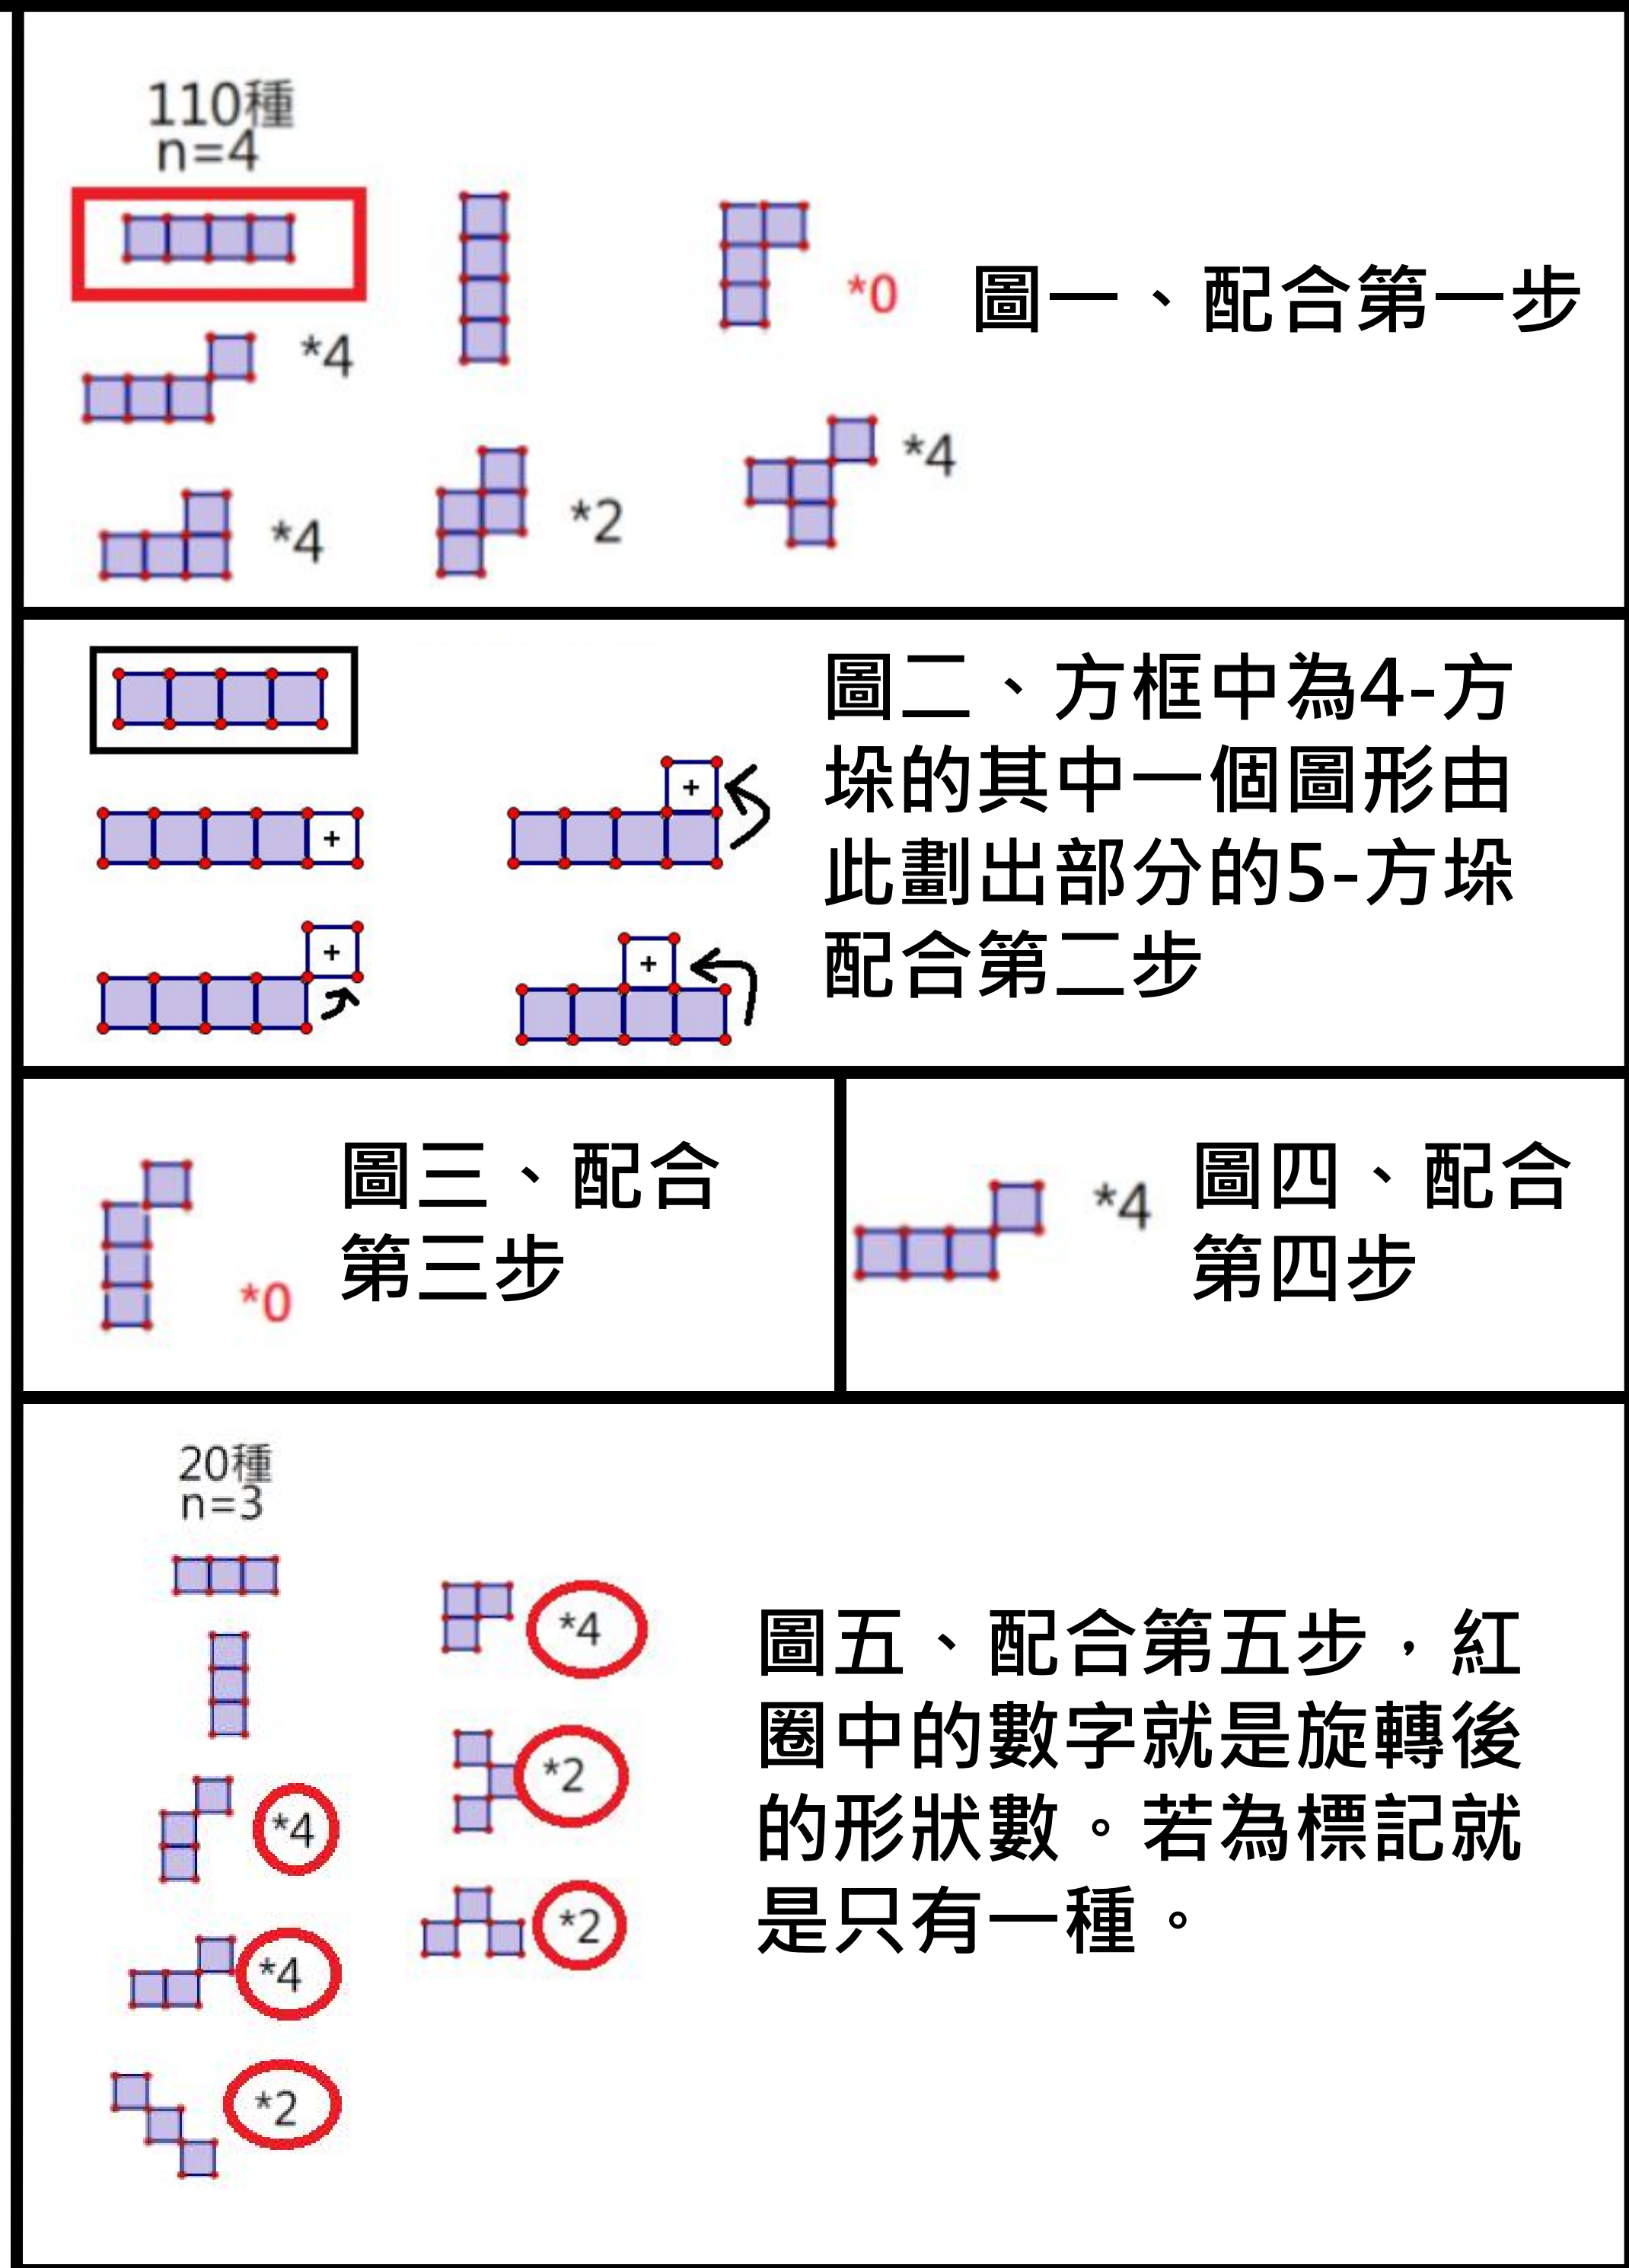 110種
n=4
*0
圖一、配合第一步
*4
*4
*4
*2
圖二、方框中為4-方
垛的其中一個圖形由
此劃出部分的5-方垛
配合第二步
+
+
+
+
圖三、配合
第三步
*0
*4
圖四、配合
第四步
20種
n=3
*4
*2
*4
*2
*4
*2
圖五、配合第五步，紅
圈中的數字就是旋轉後
的形狀數。若為標記就
是只有一種。